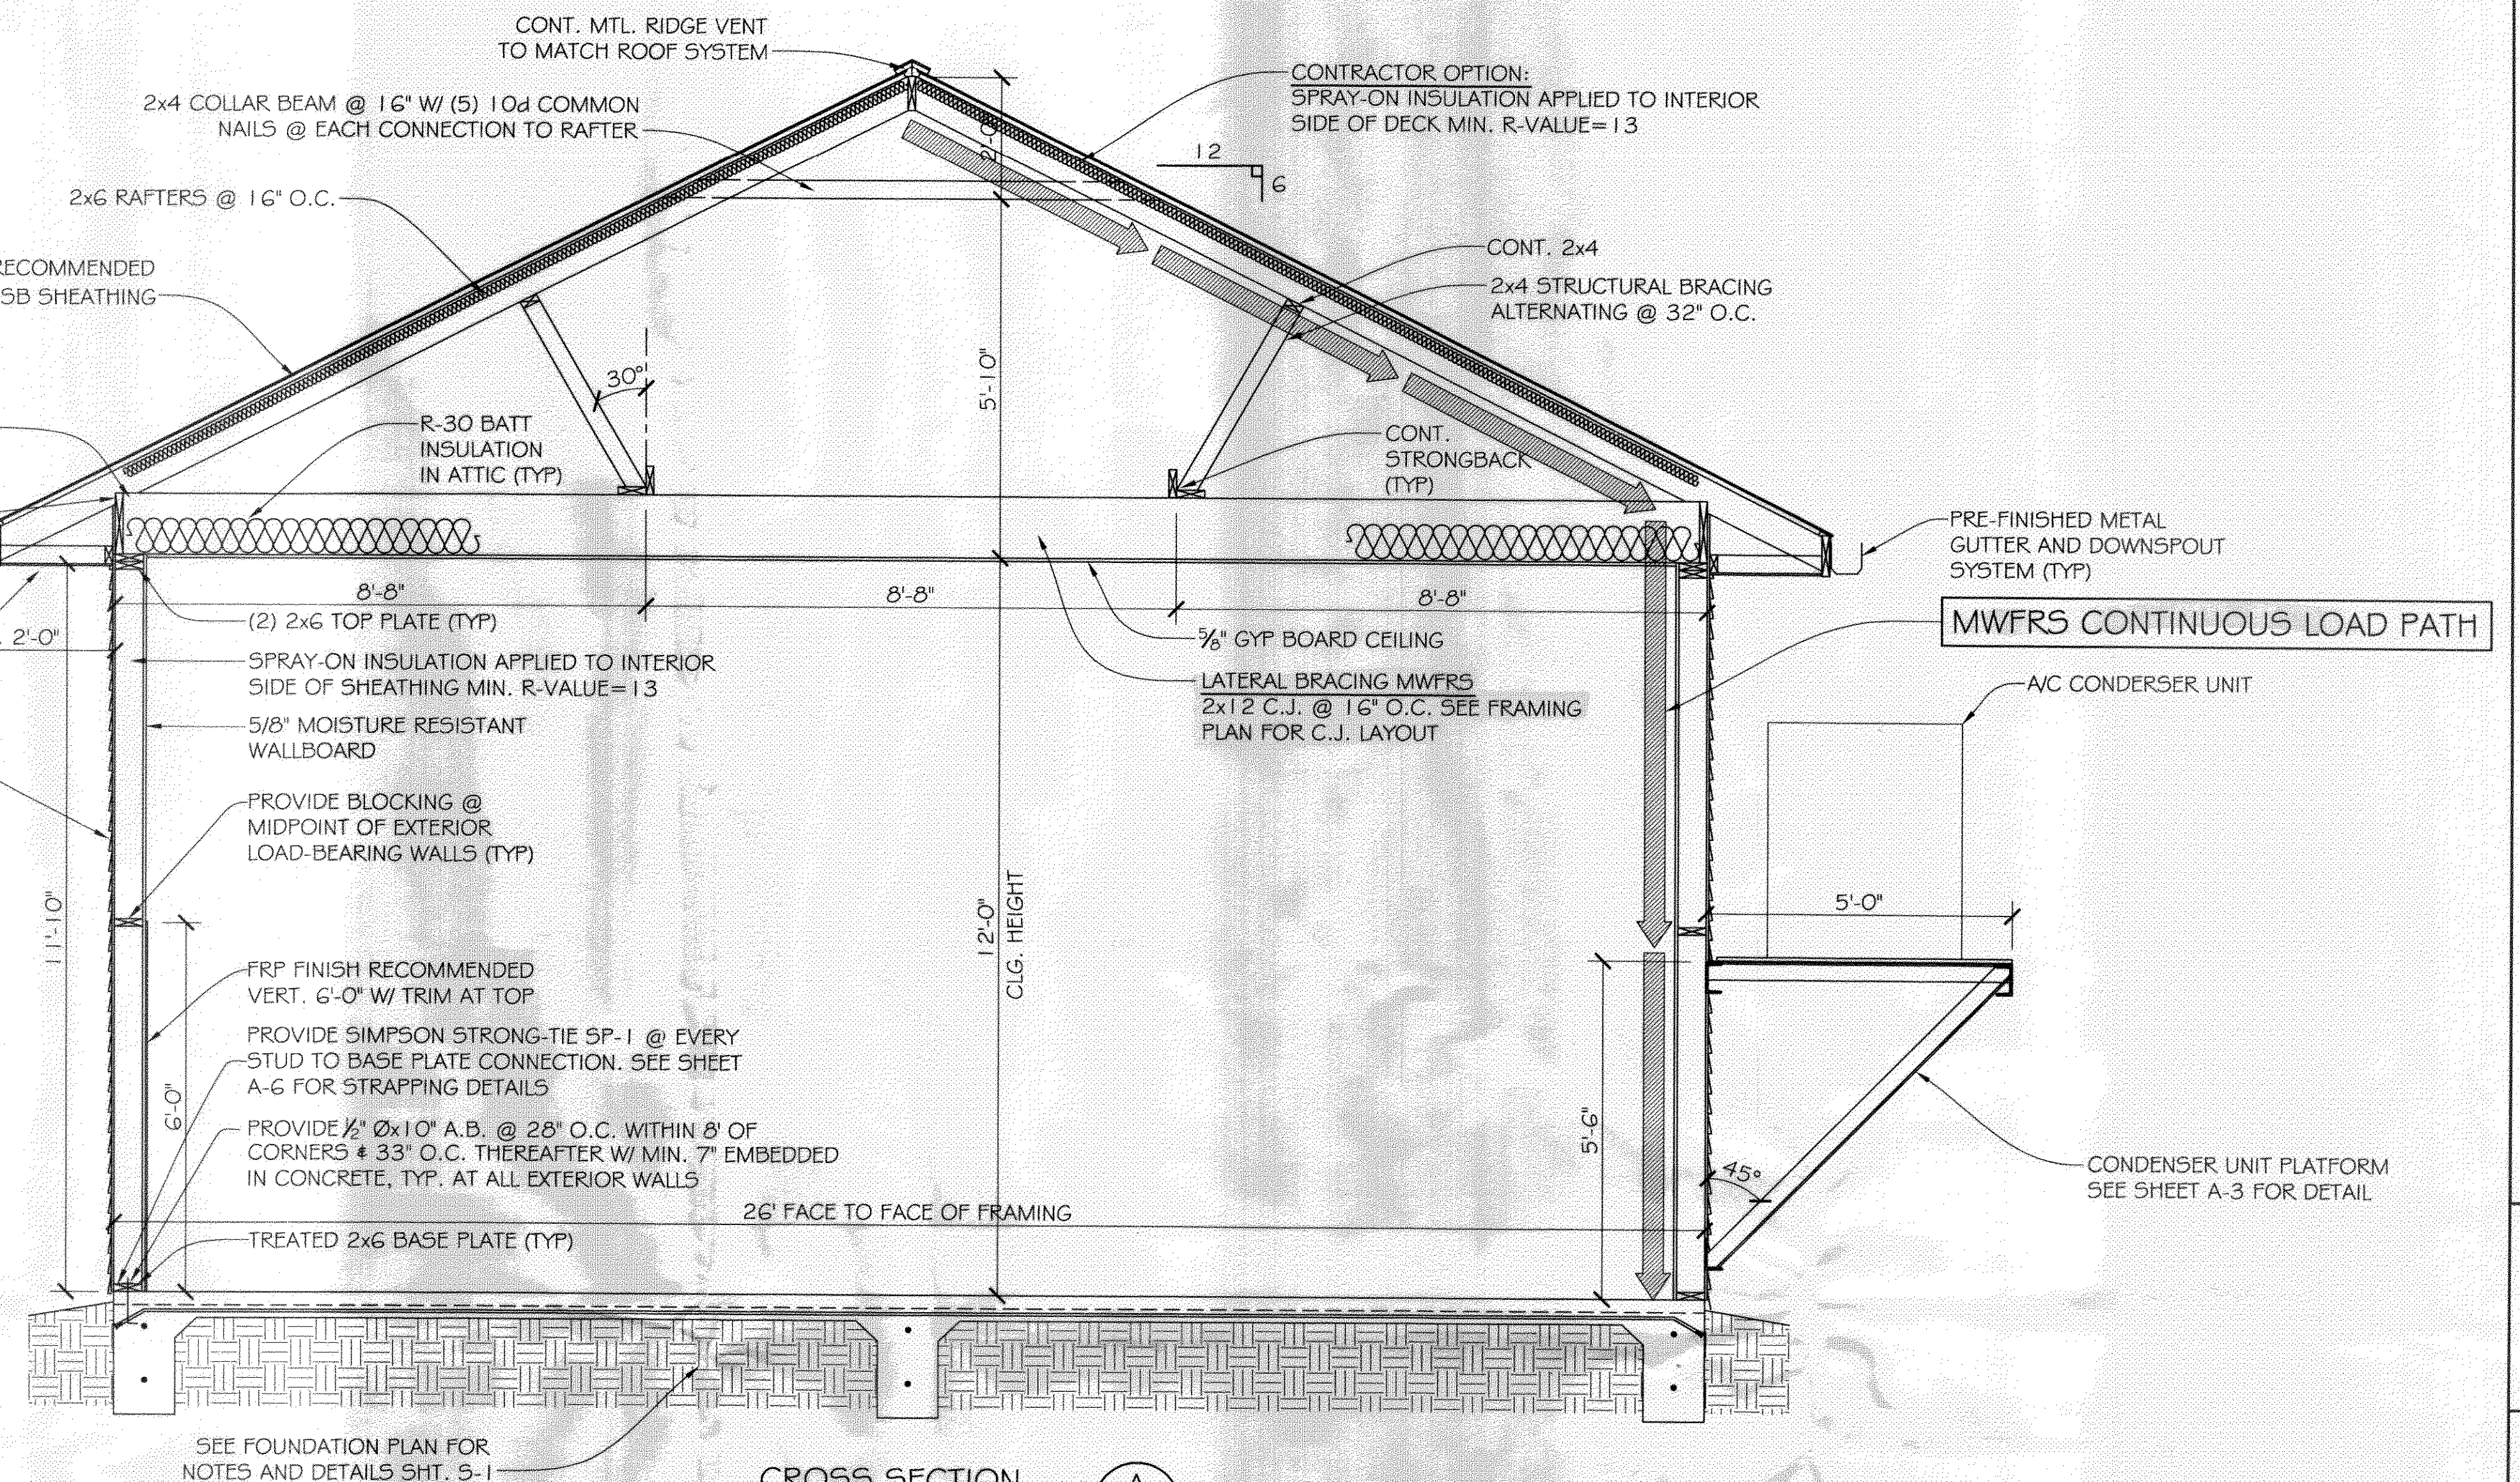 CONT. MTL. RIDGE VENT
TO MATCH ROOF SYSTEM
2x4 COLLAR BEAM @ 16" W/ (5) 10d COMMON
NAILS @ EACH CONNECTION TO RAFTER
2x6 RAFTERS @ 16" O.C.
RECOMMENDED
SB SHEATHING
CONTRACTOR OPTION:
SPRAY-ON INSULATION APPLIED TO INTERIOR
SIDE OF DECK MIN. R-VALUE=13
12
6
2'-0"
CONT. 2x4
2x4 STRUCTURAL BRACING
ALTERNATING @ 32" O.C.
30°
5'-10"
R-30 BATT
INSULATION
IN ATTIC (TYP)
CONT.
STRONGBACK
(TYP)
PRE-FINISHED METAL
GUTTER AND DOWNSPOUT
SYSTEM (TYP)
8'-8"
8'-8"
8'-8"
2'-0"
(2) 2x6 TOP PLATE (TYP)
SPRAY-ON INSULATION APPLIED TO INTERIOR
SIDE OF SHEATHING MIN. R-VALUE=13
5/8" MOISTURE RESISTANT
WALLBOARD
5/8" GYP BOARD CEILING
LATERAL BRACING MWFRS
2x12 C.J. @ 16" O.C. SEE FRAMING
PLAN FOR C.J. LAYOUT
MWFRS CONTINUOUS LOAD PATH
A/C CONDERSER UNIT
PROVIDE BLOCKING @
MIDPOINT OF EXTERIOR
LOAD-BEARING WALLS (TYP)
11'-10"
12'-0"
CLG. HEIGHT
5'-0"
FRP FINISH RECOMMENDED
VERT. 6'-0" W/ TRIM AT TOP
PROVIDE SIMPSON STRONG-TIE SP-1 @ EVERY
STUD TO BASE PLATE CONNECTION. SEE SHEET
A-6 FOR STRAPPING DETAILS
6'-0"
PROVIDE ½" Øx10" A.B. @ 28" O.C. WITHIN 8' OF
CORNERS & 33" O.C. THEREAFTER W/ MIN. 7" EMBEDDED
IN CONCRETE, TYP. AT ALL EXTERIOR WALLS
5'-6"
45°
CONDENSER UNIT PLATFORM
SEE SHEET A-3 FOR DETAIL
26' FACE TO FACE OF FRAMING
TREATED 2x6 BASE PLATE (TYP)
SEE FOUNDATION PLAN FOR
NOTES AND DETAILS SHT. S-1
CROSS SECTION
A